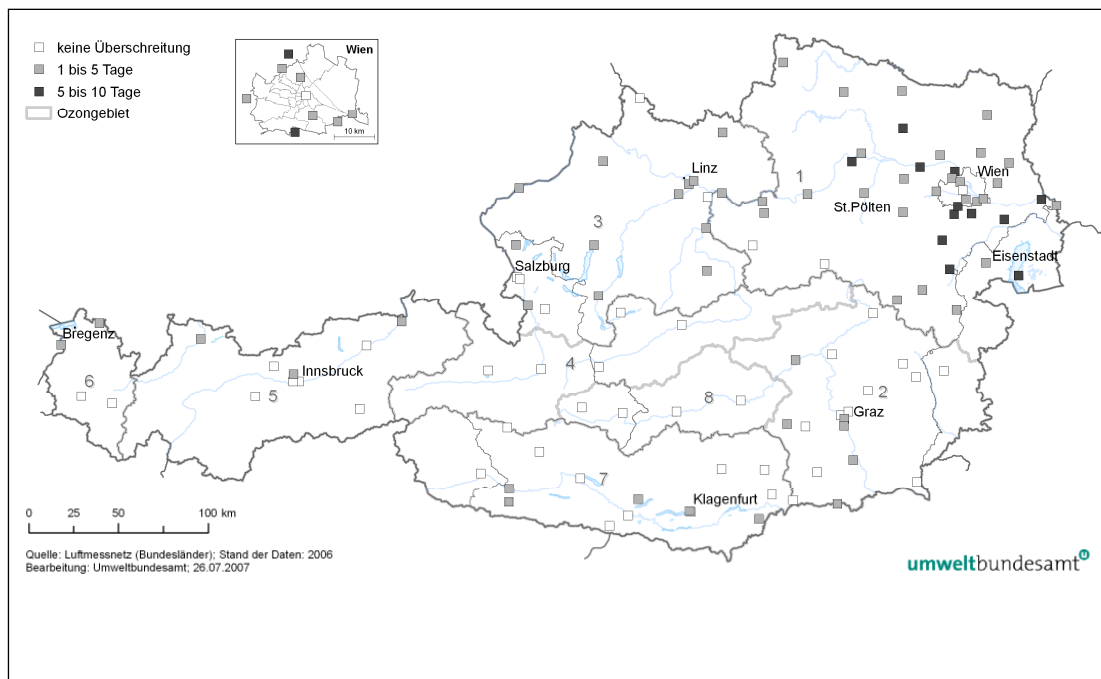 keine Überschreitung
1 bis 5 Tage
5 bis 10 Tage
Ozongebiet
Wien
10 km
Linz
1
Wien
St.Pölten
3
Eisenstadt
Salzburg
Bregenz
Innsbruck
4
6
5
8
2
Graz
7
Klagenfurt
0 50 100 km
Quelle: Luftmessnetz (Bundesländer); Stand der Daten: 2006
Bearbeitung: Umweltbundesamt; 26.07.2007
umweltbundesamt u